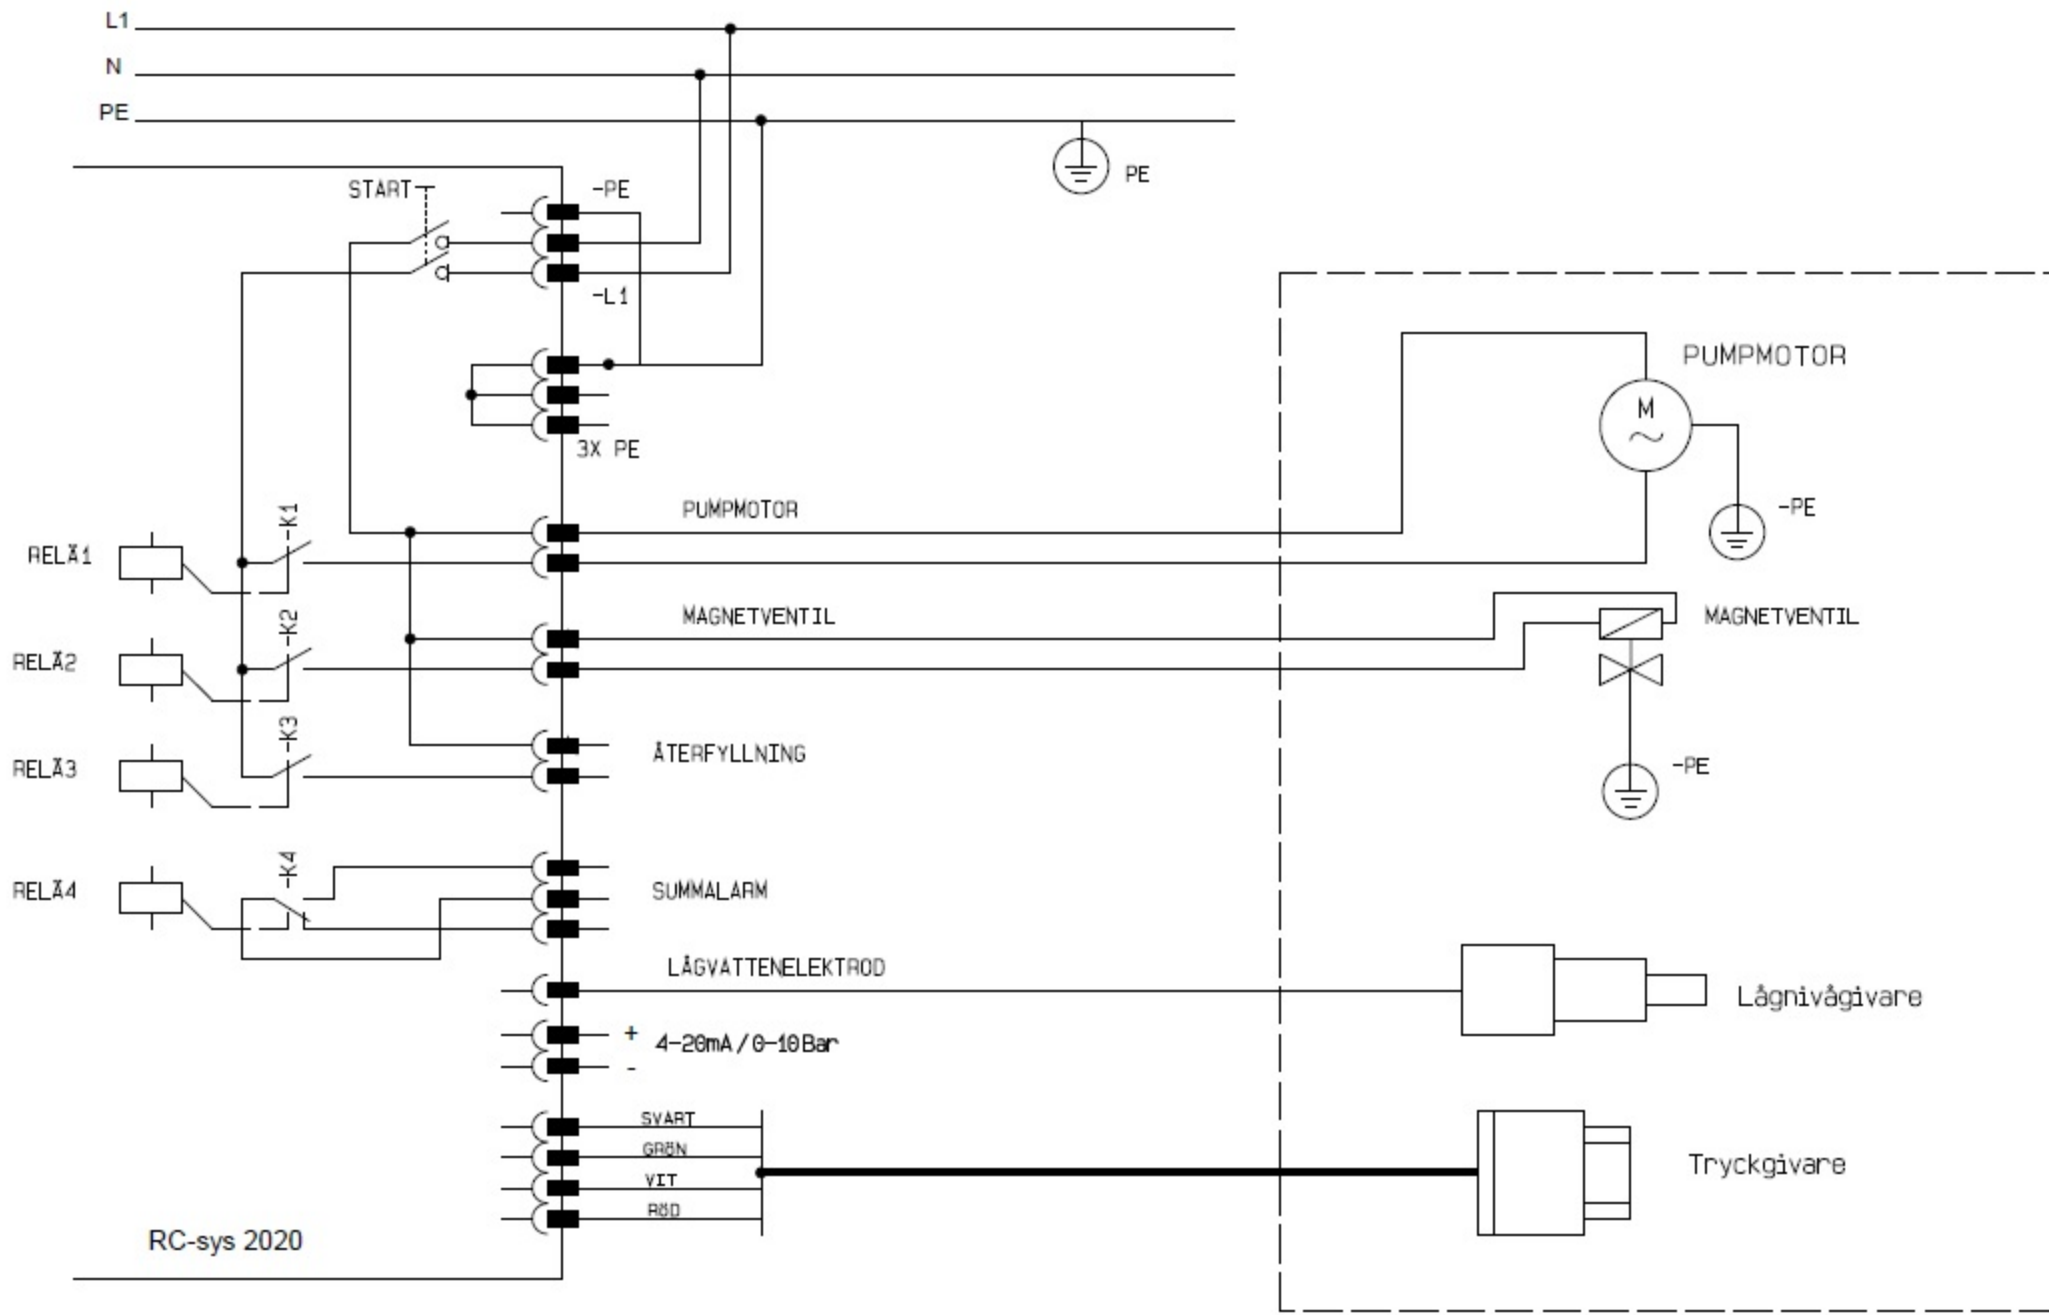 L1
N
PE
PE
START
-PE
-L1
3X PE
PUMPMOTOR
M
-PE
PUMPMOTOR
-K1
RELÄ1
MAGNETVENTIL
MAGNETVENTIL
-K2
RELÄ2
-K3
RELÄ3
ÅTERFYLLNING
-PE
-K4
RELÄ4
SUMMALARM
LÅGVATTENELEKTROD
Lågnivågivare
+
4-20mA/0-10Bar
-
SVART
GRÖN
VIT
RÖD
Tryckgivare
RC-sys 2020